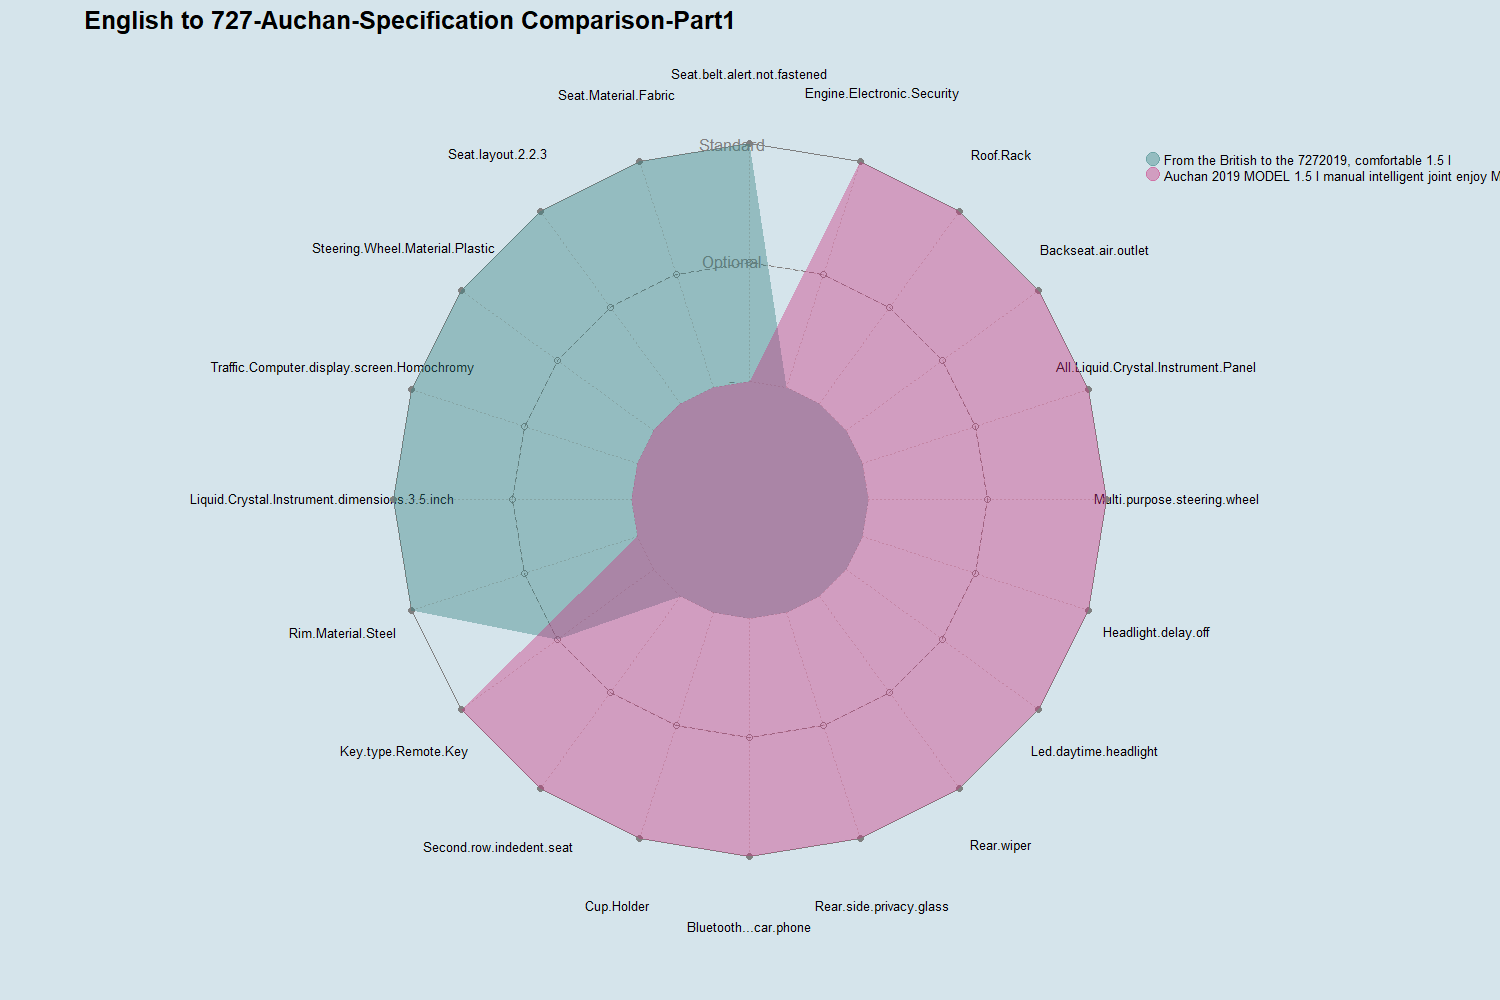 English to 727-Auchan-Specification Comparison-Part1
Seat.belt.alert.not.fastened
Seat.Material.Fabric
Engine.Electronic.Security
Standard
Seat.layout.2.2.3
Roof.Rack
From the British to the 7272019, comfortable 1.5 l
Auchan 2019 MODEL 1.5 l manual intelligent joint enjoy M
Steering.Wheel.Material.Plastic
Backseat.air.outlet
Optional
Traffic.Computer.display.screen.Homochromy
All.Liquid.Crystal.Instrument.Panel
-
Liquid.Crystal.Instrument.dimensions.3.5.inch
Multi.purpose.steering.wheel
Rim.Material.Steel
Headlight.delay.off
Key.type.Remote.Key
Led.daytime.headlight
Second.row.indedent.seat
Rear.wiper
Cup.Holder
Rear.side.privacy.glass
Bluetooth...car.phone